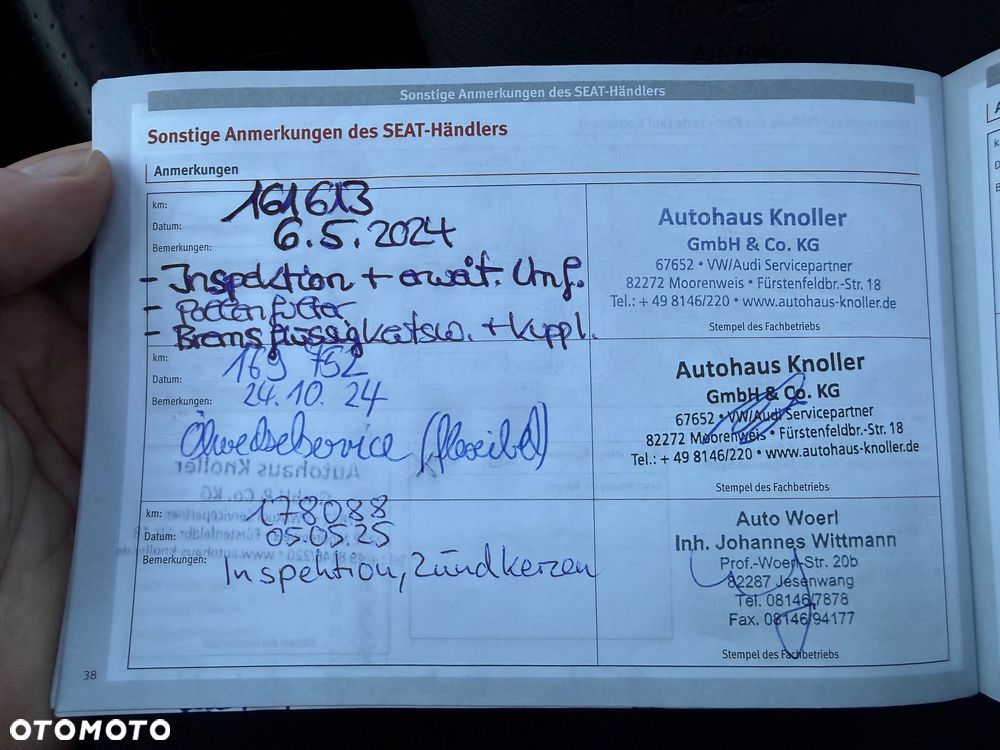 Sonstige Anmerkungen des SEAT-Händlers
Sonstige Anmerkungen des SEAT-Händlers
Anmerkungen
km: 161613
Datum: 6.5.2024
Bemerkungen:
- Inspektion + erweit. Umf.
- Pollenfilter
- Bremsflüssigkeitsw. + Kuppl.
Autohaus Knoller
GmbH & Co. KG
67652 • VW/Audi Servicepartner
82272 Moorenweis • Fürstenfeldbr.-Str. 18
Tel.: + 49 8146/220 • www.autohaus-knoller.de
Stempel des Fachbetriebs
km: 169 752
Datum: 24.10. 24
Bemerkungen:
Ölwechselservice (flexibel)
Autohaus Knoller
GmbH & Co. KG
67652 • VW/Audi Servicepartner
82272 Moorenweis • Fürstenfeldbr.-Str. 18
Tel.: + 49 8146/220 • www.autohaus-knoller.de
Stempel des Fachbetriebs
km: 178088
Datum: 05.05.25
Bemerkungen: Inspektion, Zündkerzen
Auto Woerl
Inh. Johannes Wittmann
Prof.-Woerl-Str. 20b
82287 Jesenwang
Tel. 08146/7878
Fax. 08146/94177
Stempel des Fachbetriebs
38
OTOMOTO